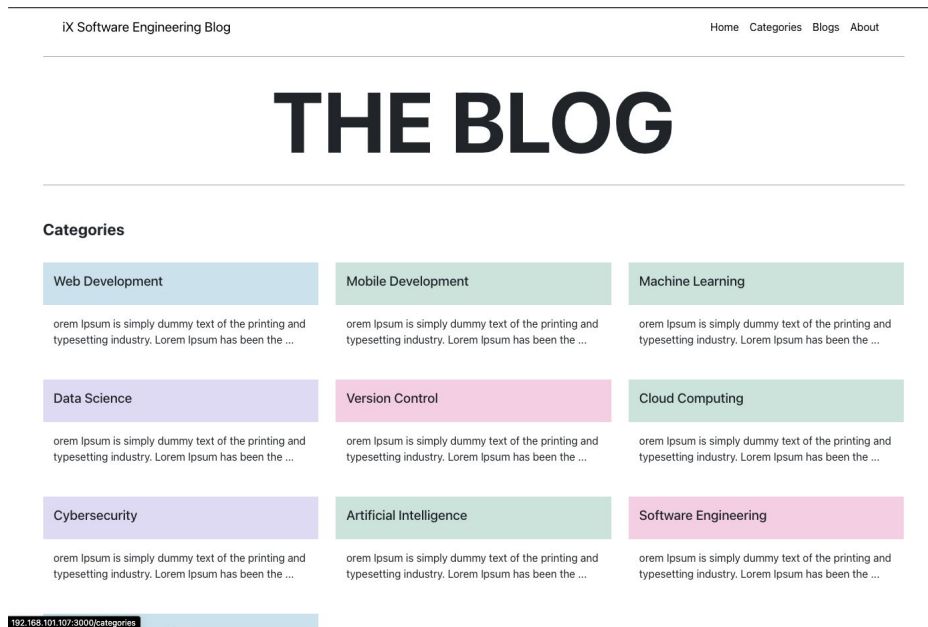 iX Software Engineering Blog
Home Categories Blogs About
THE BLOG
Categories
Web Development
Mobile Development
Machine Learning
orem Ipsum is simply dummy text of the printing and
typesetting industry. Lorem Ipsum has been the ...
orem Ipsum is simply dummy text of the printing and
typesetting industry. Lorem Ipsum has been the ...
orem Ipsum is simply dummy text of the printing and
typesetting industry. Lorem Ipsum has been the ...
Data Science
Version Control
Cloud Computing
orem Ipsum is simply dummy text of the printing and
typesetting industry. Lorem Ipsum has been the ...
orem Ipsum is simply dummy text of the printing and
typesetting industry. Lorem Ipsum has been the ...
orem Ipsum is simply dummy text of the printing and
typesetting industry. Lorem Ipsum has been the ...
Cybersecurity
Artificial Intelligence
Software Engineering
orem Ipsum is simply dummy text of the printing and
typesetting industry. Lorem Ipsum has been the ...
orem Ipsum is simply dummy text of the printing and
typesetting industry. Lorem Ipsum has been the ...
orem Ipsum is simply dummy text of the printing and
typesetting industry. Lorem Ipsum has been the ...
192.168.101.107:3000/categories